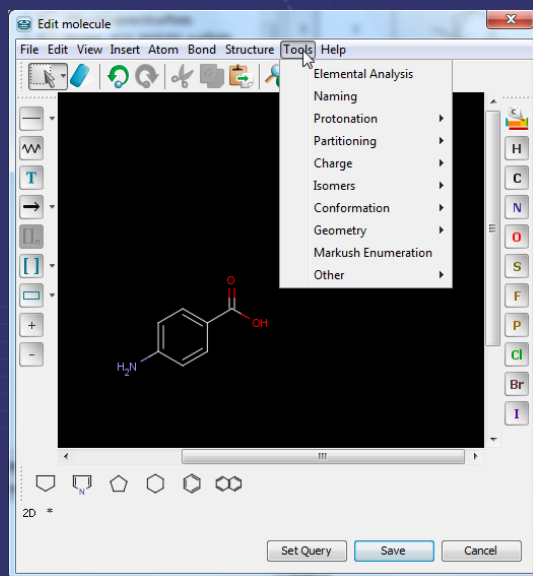 Edit molecule
File Edit View Insert Atom Bond Structure Tools Help
Elemental Analysis
Naming
Protonation
Partitioning
Charge
Isomers
Conformation
Geometry
Markush Enumeration
Other
T
[ ]n
[ ]
+
-
H
C
N
O
S
F
P
Cl
Br
I
O
OH
H2N
N
2D *
Set Query Save Cancel